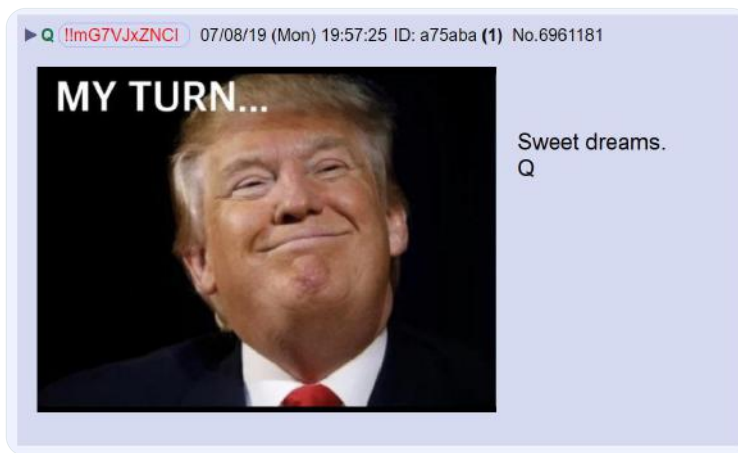 Q !!mG7VJxZNCI 07/08/19 (Mon) 19:57:25 ID: a75aba (1) No.6961181
MY TURN...
Sweet dreams.
Q